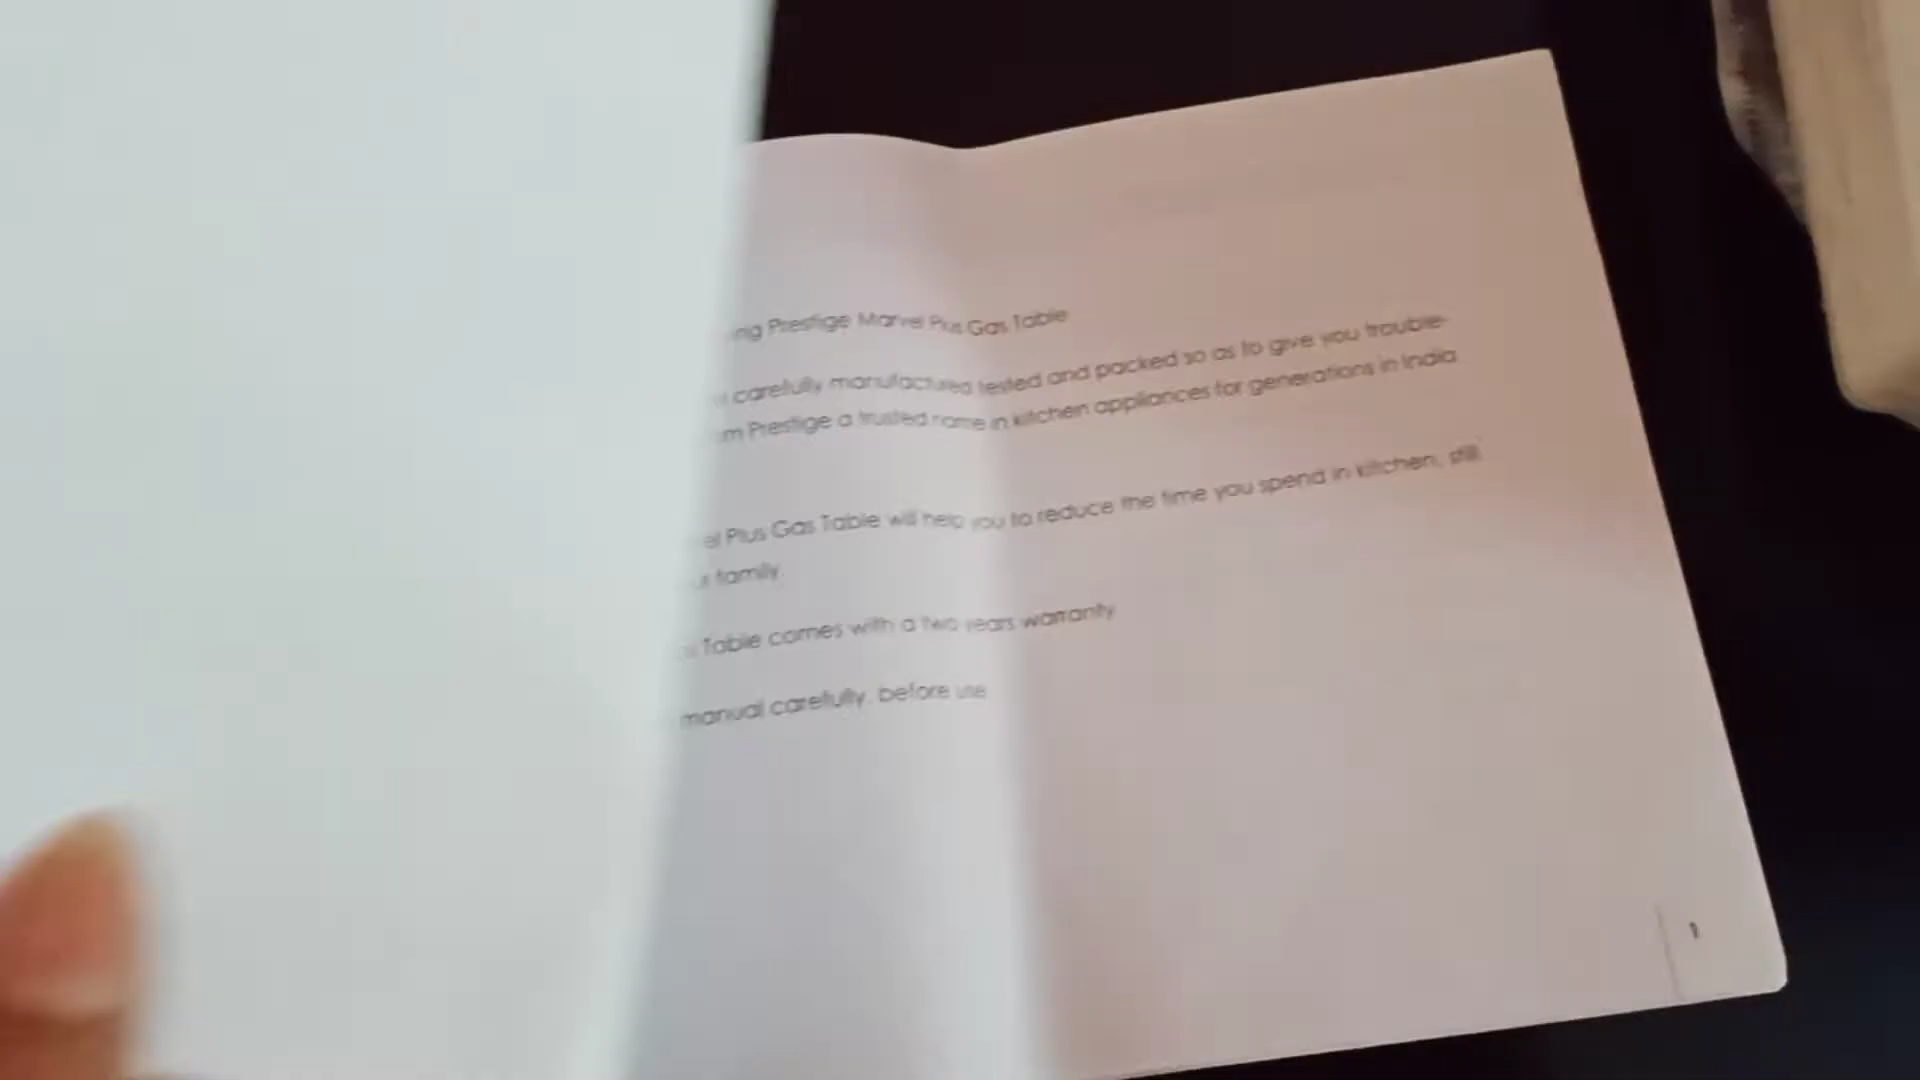 Prestige Marvel Plus Gas Table
carefully manufactured tested and packed so as to give you trouble-
Prestige a trusted name in kitchen appliances for generations in India
Plus Gas Table will help you to reduce the time you spend in kitchen, still
family.
Table comes with a two years warranty
manual carefully, before use
1